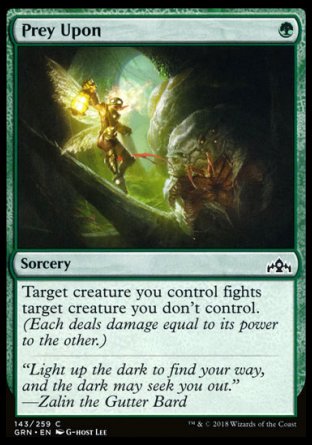 Prey Upon
Sorcery
Target creature you control fights
target creature you don't control.
(Each deals damage equal to its power
to the other.)
"Light up the dark to find your way,
and the dark may seek you out."
—Zalin the Gutter Bard
143/259 C
GRN • EN G-host Lee
™ & © 2018 Wizards of the Coast